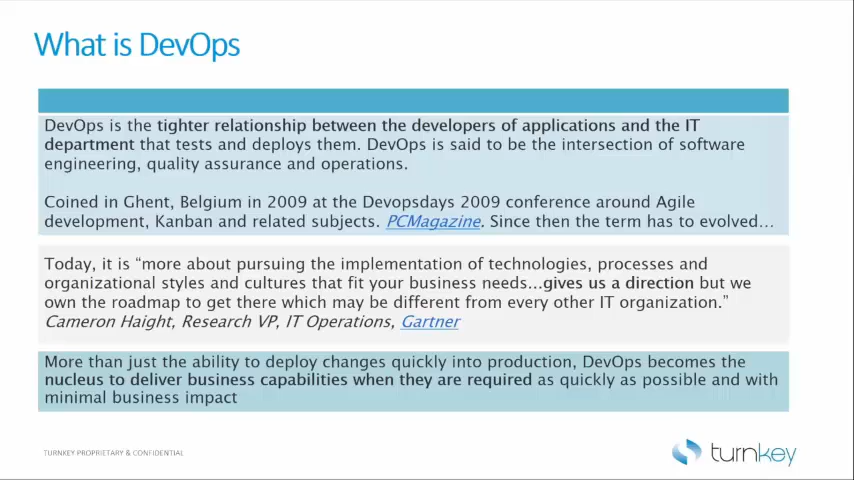 What is DevOps
DevOps is the tighter relationship between the developers of applications and the IT
department that tests and deploys them. DevOps is said to be the intersection of software
engineering, quality assurance and operations.
Coined in Ghent, Belgium in 2009 at the Devopsdays 2009 conference around Agile
development, Kanban and related subjects. PCMagazine. Since then the term has to evolved…
Today, it is “more about pursuing the implementation of technologies, processes and
organizational styles and cultures that fit your business needs…gives us a direction but we
own the roadmap to get there which may be different from every other IT organization.”
Cameron Haight, Research VP, IT Operations, Gartner
More than just the ability to deploy changes quickly into production, DevOps becomes the
nucleus to deliver business capabilities when they are required as quickly as possible and with
minimal business impact
TURNKEY PROPRIETARY & CONFIDENTIAL
turnkey